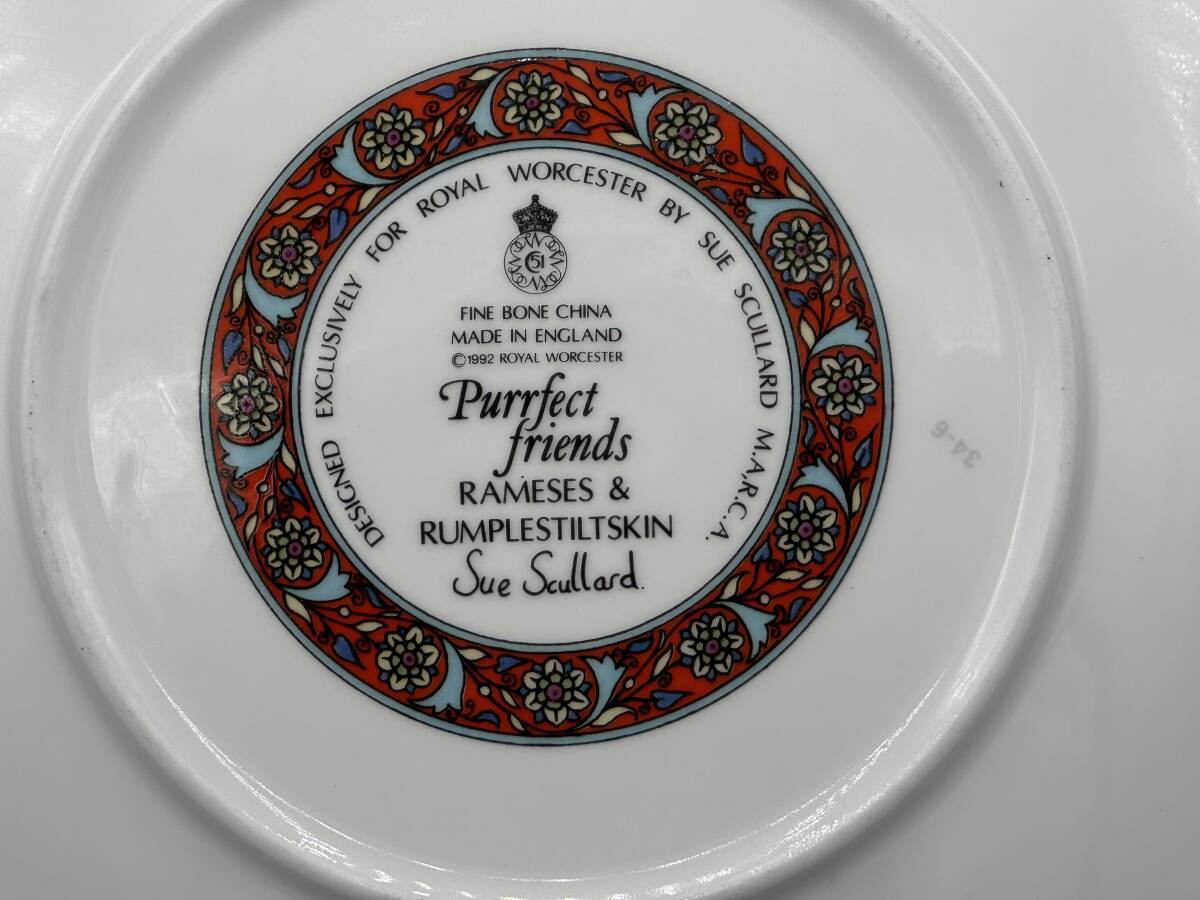 DESIGNED EXCLUSIVELY FOR ROYAL WORCESTER BY SUE SCULLARD M.A.R.C.A.
51
FINE BONE CHINA
MADE IN ENGLAND
©1992 ROYAL WORCESTER
Purrfect
friends
RAMESES &
RUMPLESTILTSKIN
Sue Scullard.
34-6